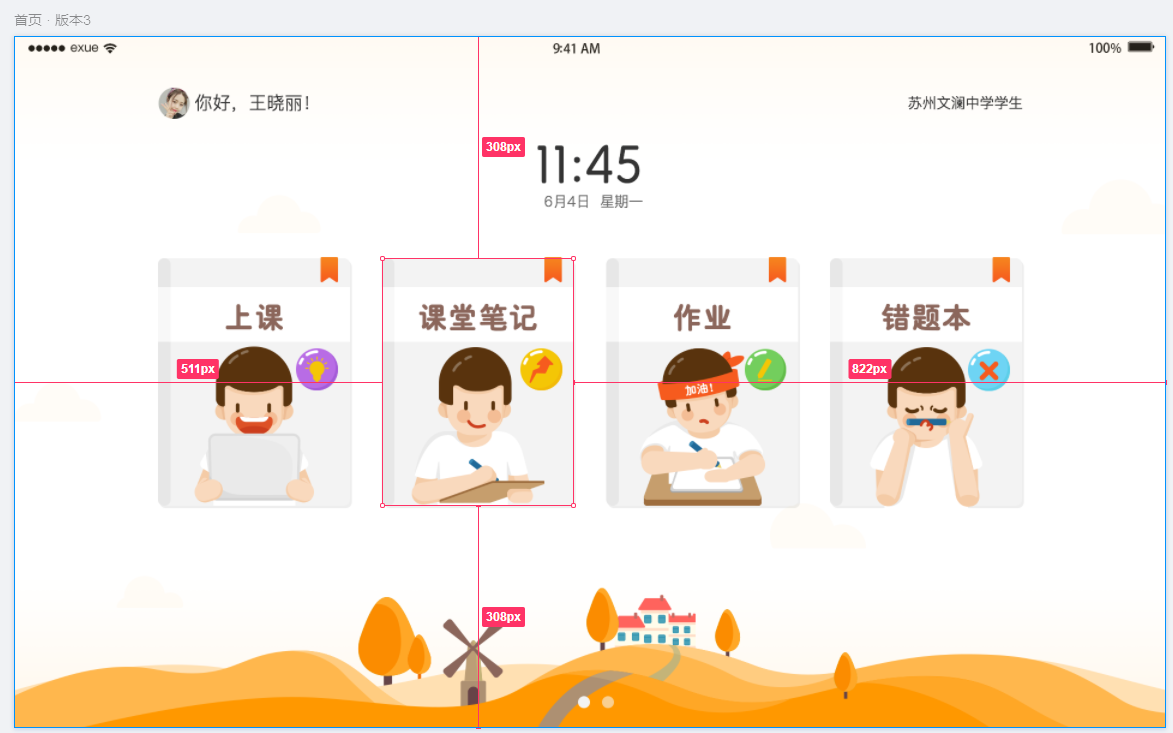 首页 · 版本3
exue
9:41 AM
100%
你好，王晓丽！
苏州文澜中学学生
308px
11:45
6月4日 星期一
上课
课堂笔记
作业
错题本
511px
822px
加油！
308px